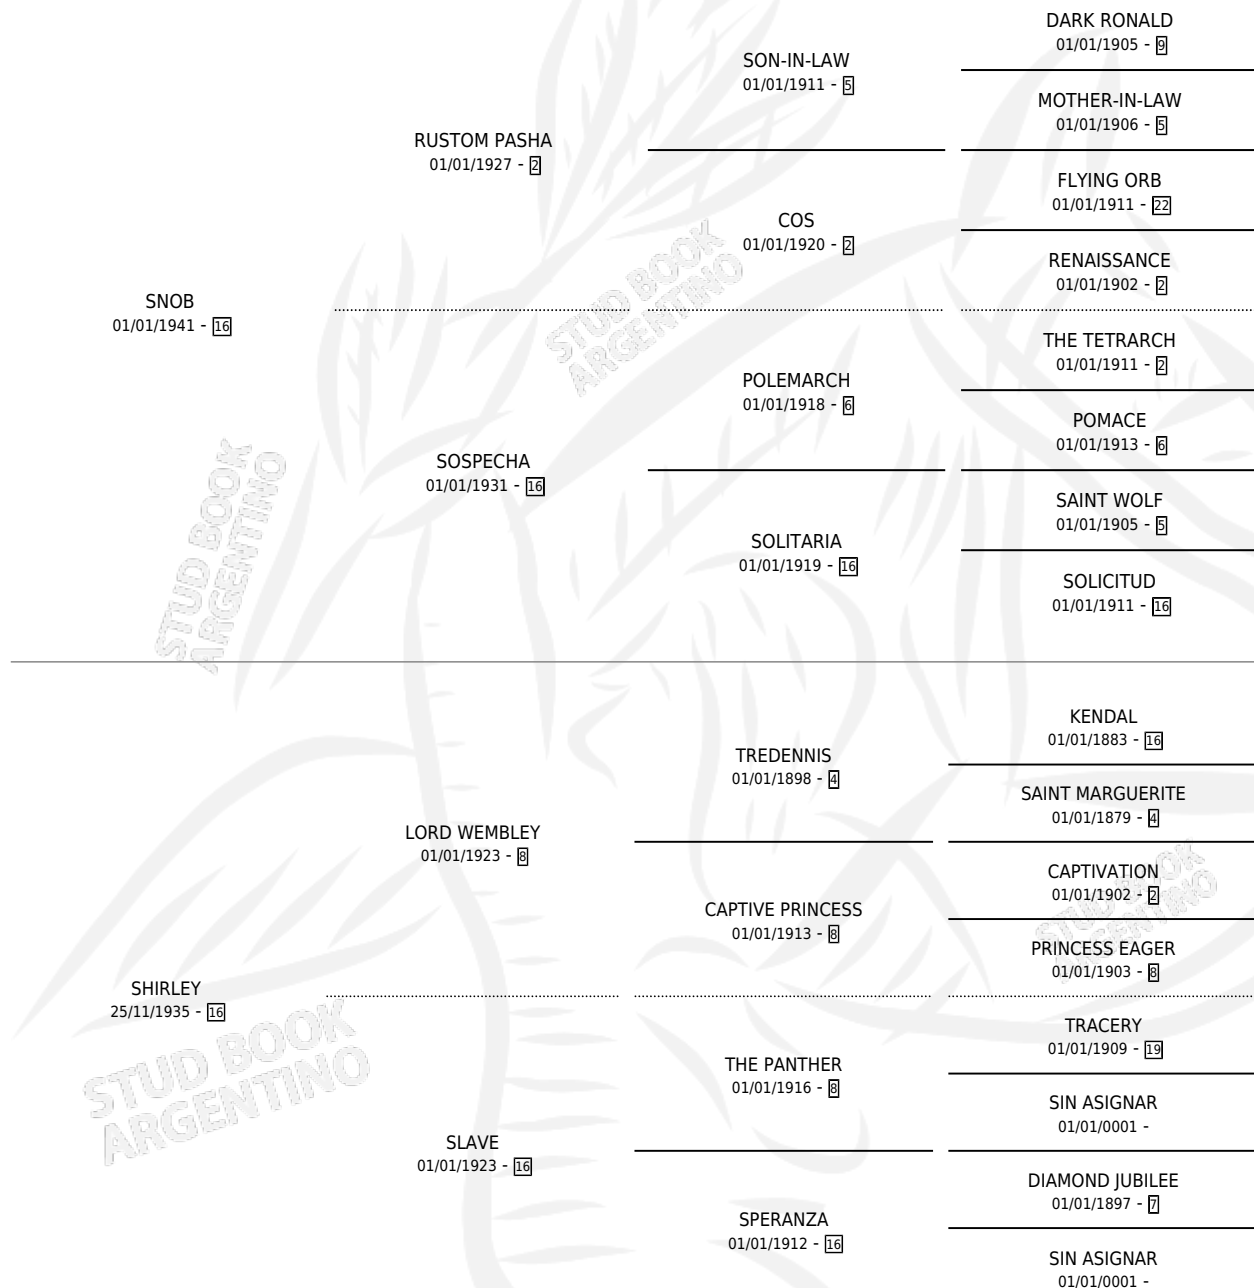 DARK RONALD
01/01/1905 - 9
SON-IN-LAW
01/01/1911 - 5
MOTHER-IN-LAW
01/01/1906 - 5
RUSTOM PASHA
01/01/1927 - 2
FLYING ORB
01/01/1911 - 22
COS
01/01/1920 - 2
RENAISSANCE
01/01/1902 - 2
SNOB
01/01/1941 - 16
STUD BOOK
ARGENTINO
THE TETRARCH
01/01/1911 - 2
POLEMARCH
01/01/1918 - 6
POMACE
01/01/1913 - 6
SOSPECHA
01/01/1931 - 16
SAINT WOLF
01/01/1905 - 5
SOLITARIA
01/01/1919 - 16
SOLICITUD
01/01/1911 - 16
STUD BOOK
ARGENTINO
KENDAL
01/01/1883 - 16
TREDENNIS
01/01/1898 - 4
SAINT MARGUERITE
01/01/1879 - 4
LORD WEMBLEY
01/01/1923 - 8
CAPTIVATION
01/01/1902 - 2
CAPTIVE PRINCESS
01/01/1913 - 8
STUD BOOK
ARGENTINO
PRINCESS EAGER
01/01/1903 - 8
SHIRLEY
25/11/1935 - 16
STUD BOOK
ARGENTINO
TRACERY
01/01/1909 - 19
THE PANTHER
01/01/1916 - 8
SIN ASIGNAR
01/01/0001 -
SLAVE
01/01/1923 - 16
DIAMOND JUBILEE
01/01/1897 - 7
SPERANZA
01/01/1912 - 16
SIN ASIGNAR
01/01/0001 -